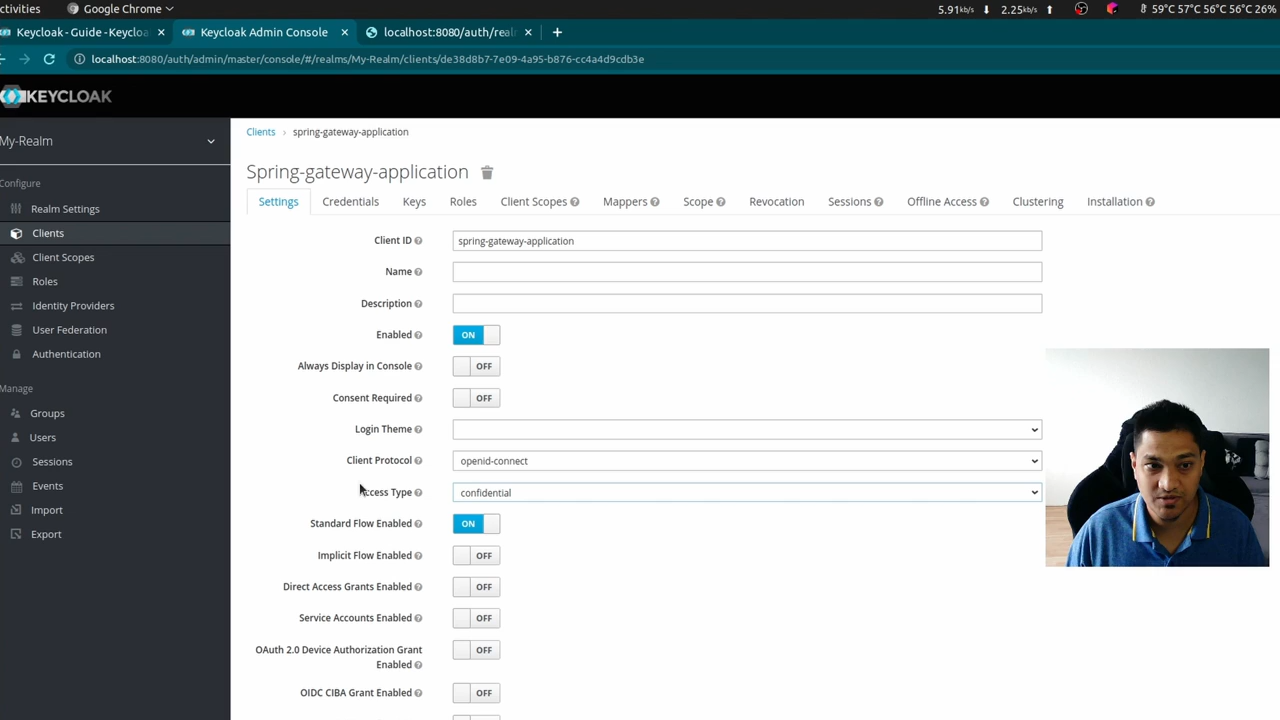 ctivities Google Chrome 5.91kb/s 2.25kb/s 59°C 57°C 56°C 56°C 26%
Keycloak - Guide - Keyclo Keycloak Admin Console localhost:8080/auth/real
localhost:8080/auth/admin/master/console/#/realms/My-Realm/clients/de38d8b7-7e09-4a95-b876-cc4a4d9cdb3e
KEYCLOAK
My-Realm
Configure
Realm Settings
Clients
Client Scopes
Roles
Identity Providers
User Federation
Authentication
Manage
Groups
Users
Sessions
Events
Import
Export
Clients › spring-gateway-application
Spring-gateway-application
Settings Credentials Keys Roles Client Scopes Mappers Scope Revocation Sessions Offline Access Clustering Installation
Client ID spring-gateway-application
Name
Description
Enabled ON
Always Display in Console OFF
Consent Required OFF
Login Theme
Client Protocol openid-connect
ccess Type confidential
Standard Flow Enabled ON
Implicit Flow Enabled OFF
Direct Access Grants Enabled OFF
Service Accounts Enabled OFF
OAuth 2.0 Device Authorization Grant OFF
Enabled
OIDC CIBA Grant Enabled OFF